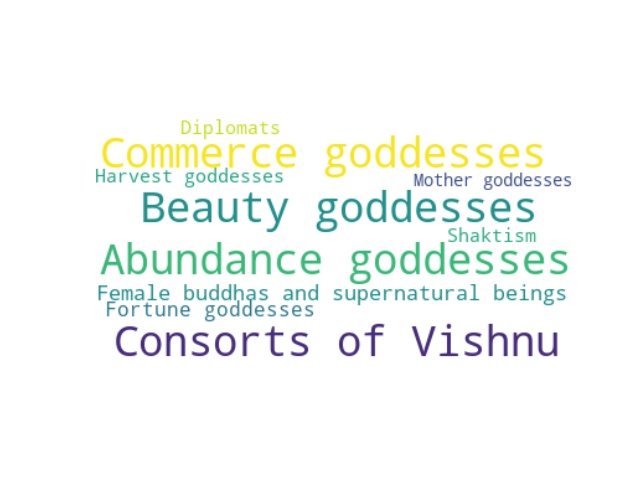 Diplomats
Commerce goddesses
Harvest goddesses
Mother goddesses
Beauty goddesses
Shaktism
Abundance goddesses
Female buddhas and supernatural beings
Fortune goddesses
Consorts of Vishnu